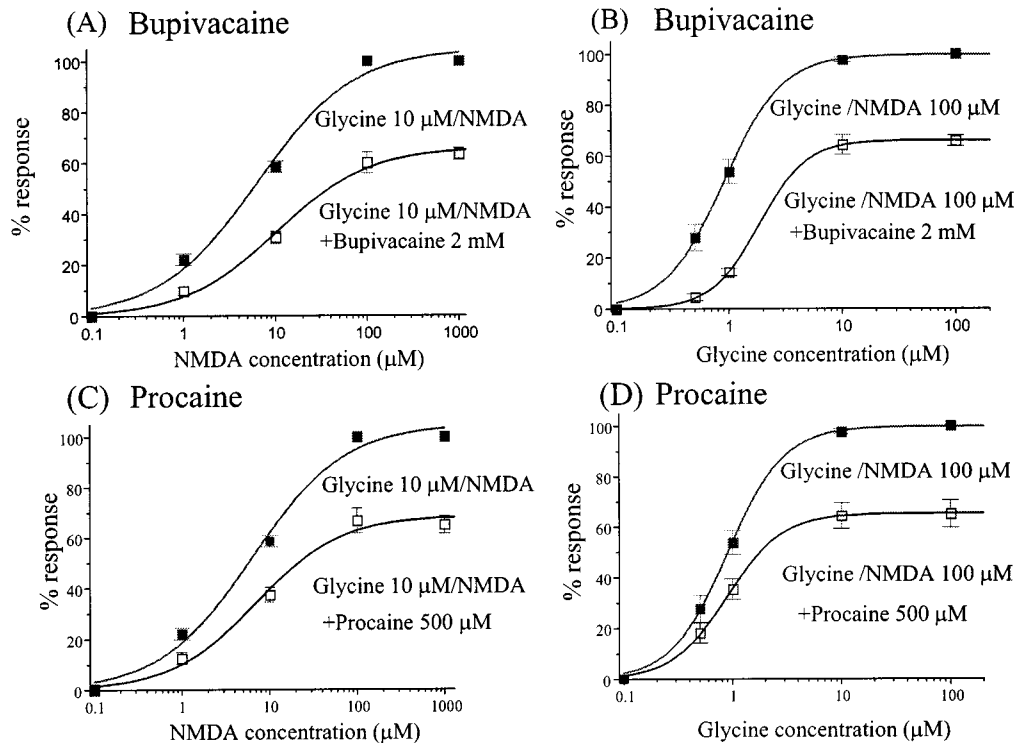 (A) Bupivacaine
% response
100
80
60
40
20
0
Glycine 10 μM/NMDA
Glycine 10 μM/NMDA
+Bupivacaine 2 mM
0.1 1 10 100 1000
NMDA concentration (μM)
(B) Bupivacaine
% response
100
80
60
40
20
0
Glycine /NMDA 100 μM
Glycine /NMDA 100 μM
+Bupivacaine 2 mM
0.1 1 10 100
Glycine concentration (μM)
(C) Procaine
% response
100
80
60
40
20
0
Glycine 10 μM/NMDA
Glycine 10 μM/NMDA
+Procaine 500 μM
0.1 1 10 100 1000
NMDA concentration (μM)
(D) Procaine
% response
100
80
60
40
20
0
Glycine /NMDA 100 μM
Glycine /NMDA 100 μM
+Procaine 500 μM
0.1 1 10 100
Glycine concentration (μM)